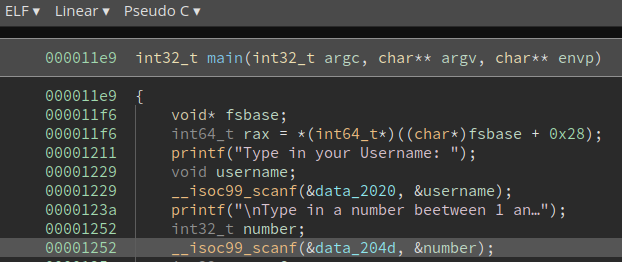 ELF ▾ Linear ▾ Pseudo C ▾
000011e9 int32_t main(int32_t argc, char** argv, char** envp)
000011e9 {
000011f6 void* fsbase;
000011f6 int64_t rax = *(int64_t*)((char*)fsbase + 0x28);
00001211 printf("Type in your Username: ");
00001229 void username;
00001229 __isoc99_scanf(&data_2020, &username);
0000123a printf("\nType in a number beetween 1 an…");
00001252 int32_t number;
00001252 __isoc99_scanf(&data_204d, &number);